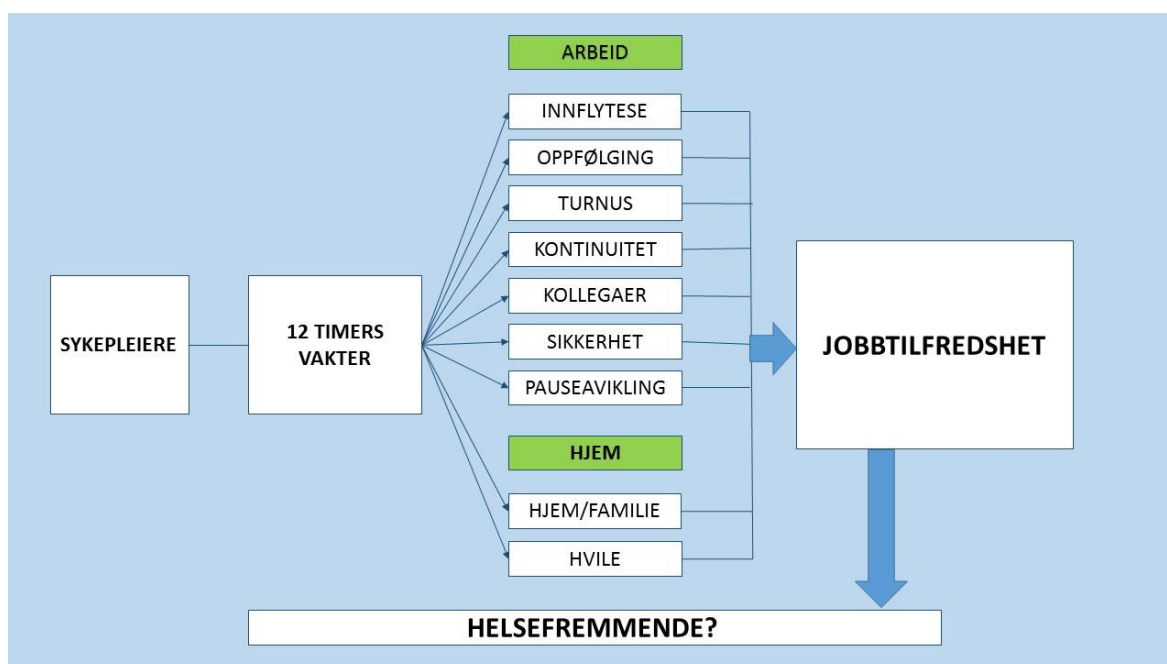 SYKEPLEIERE
12 TIMERS
VAKTER
ARBEID
INNFLYTESE
OPPFØLGING
TURNUS
KONTINUITET
KOLLEGAER
SIKKERHET
PAUSEAVIKLING
HJEM
HJEM/FAMILIE
HVILE
JOBBTILFREDSHET
HELSEFREMMENDE?